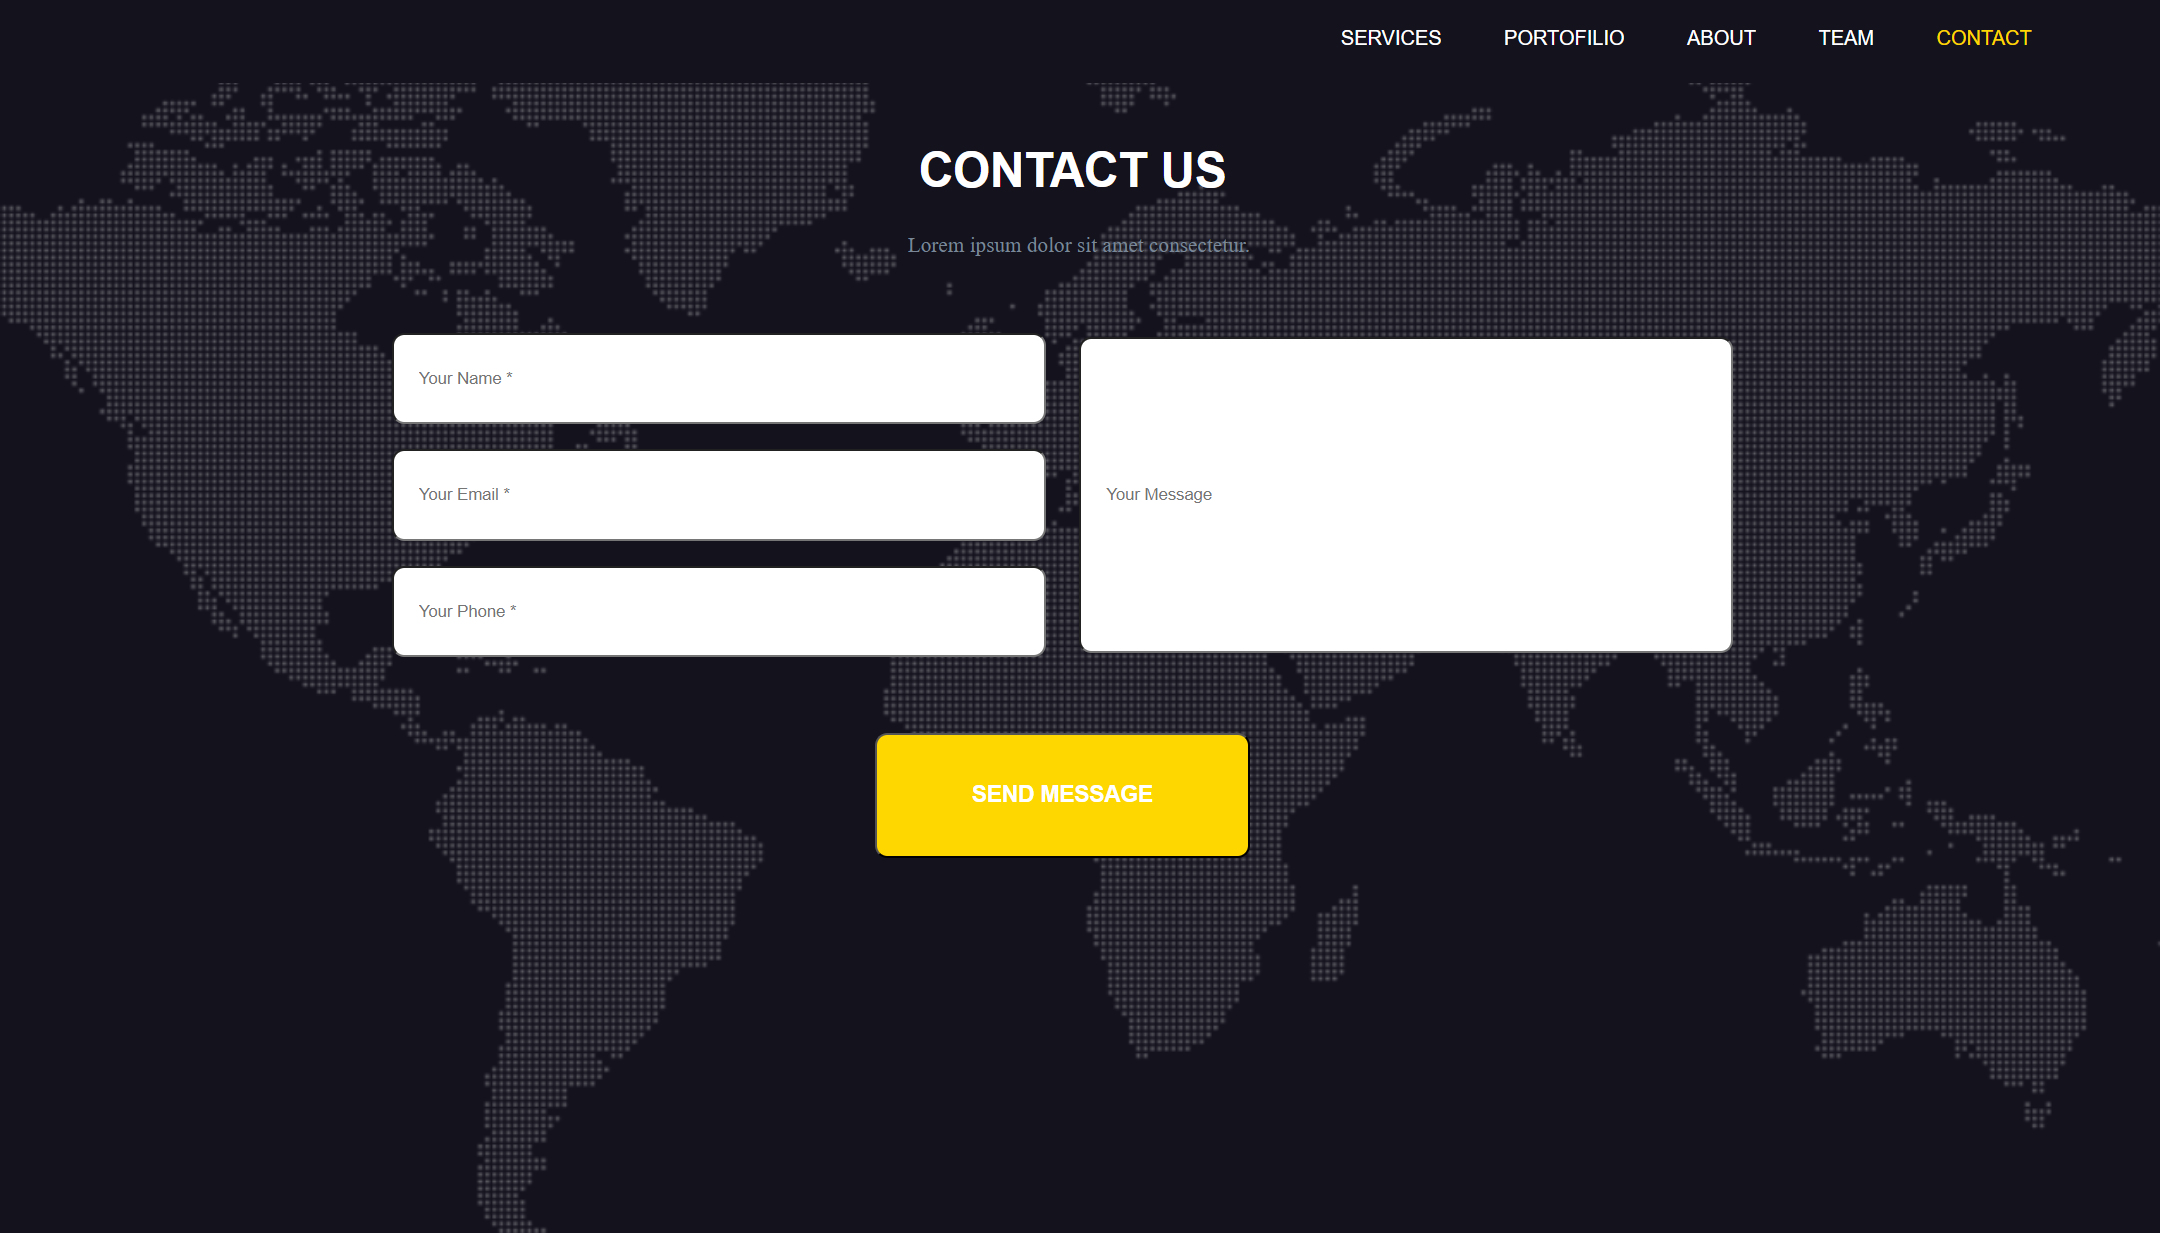 SERVICES PORTOFILIO ABOUT TEAM CONTACT
CONTACT US
Lorem ipsum dolor sit amet consectetur.
Your Name *
Your Email *
Your Phone *
Your Message
SEND MESSAGE